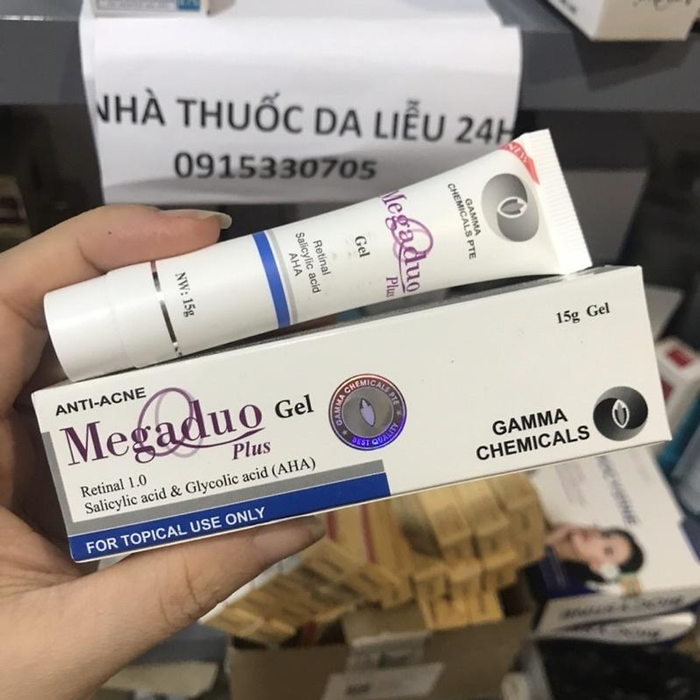 NHÀ THUỐC DA LIỄU 24H
0915330705
NEW
GAMMA
CHEMICALS PTE
Megaduo
Plus
Gel
Retinal
Salicylic acid
AHA
NW: 15g
15g Gel
ANTI-ACNE
Megaduo Gel
Plus
Retinal 1.0
Salicylic acid & Glycolic acid (AHA)
FOR TOPICAL USE ONLY
GAMMA CHEMICALS PTE
BEST QUALITY
GAMMA
CHEMICALS